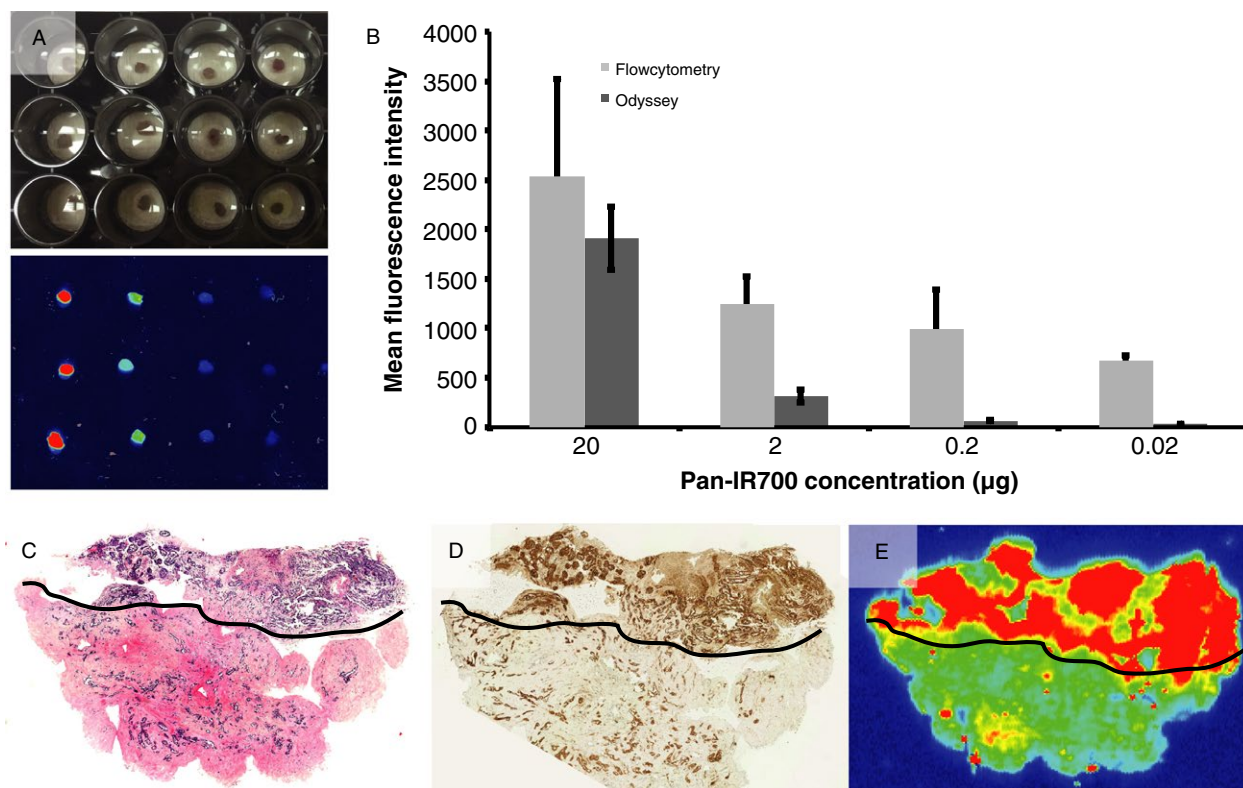 A
B
4000
3500
3000
2500
2000
1500
1000
500
0
Mean fluorescence intensity
Flowcytometry
Odyssey
20
2
0.2
0.02
Pan-IR700 concentration (µg)
C
D
E